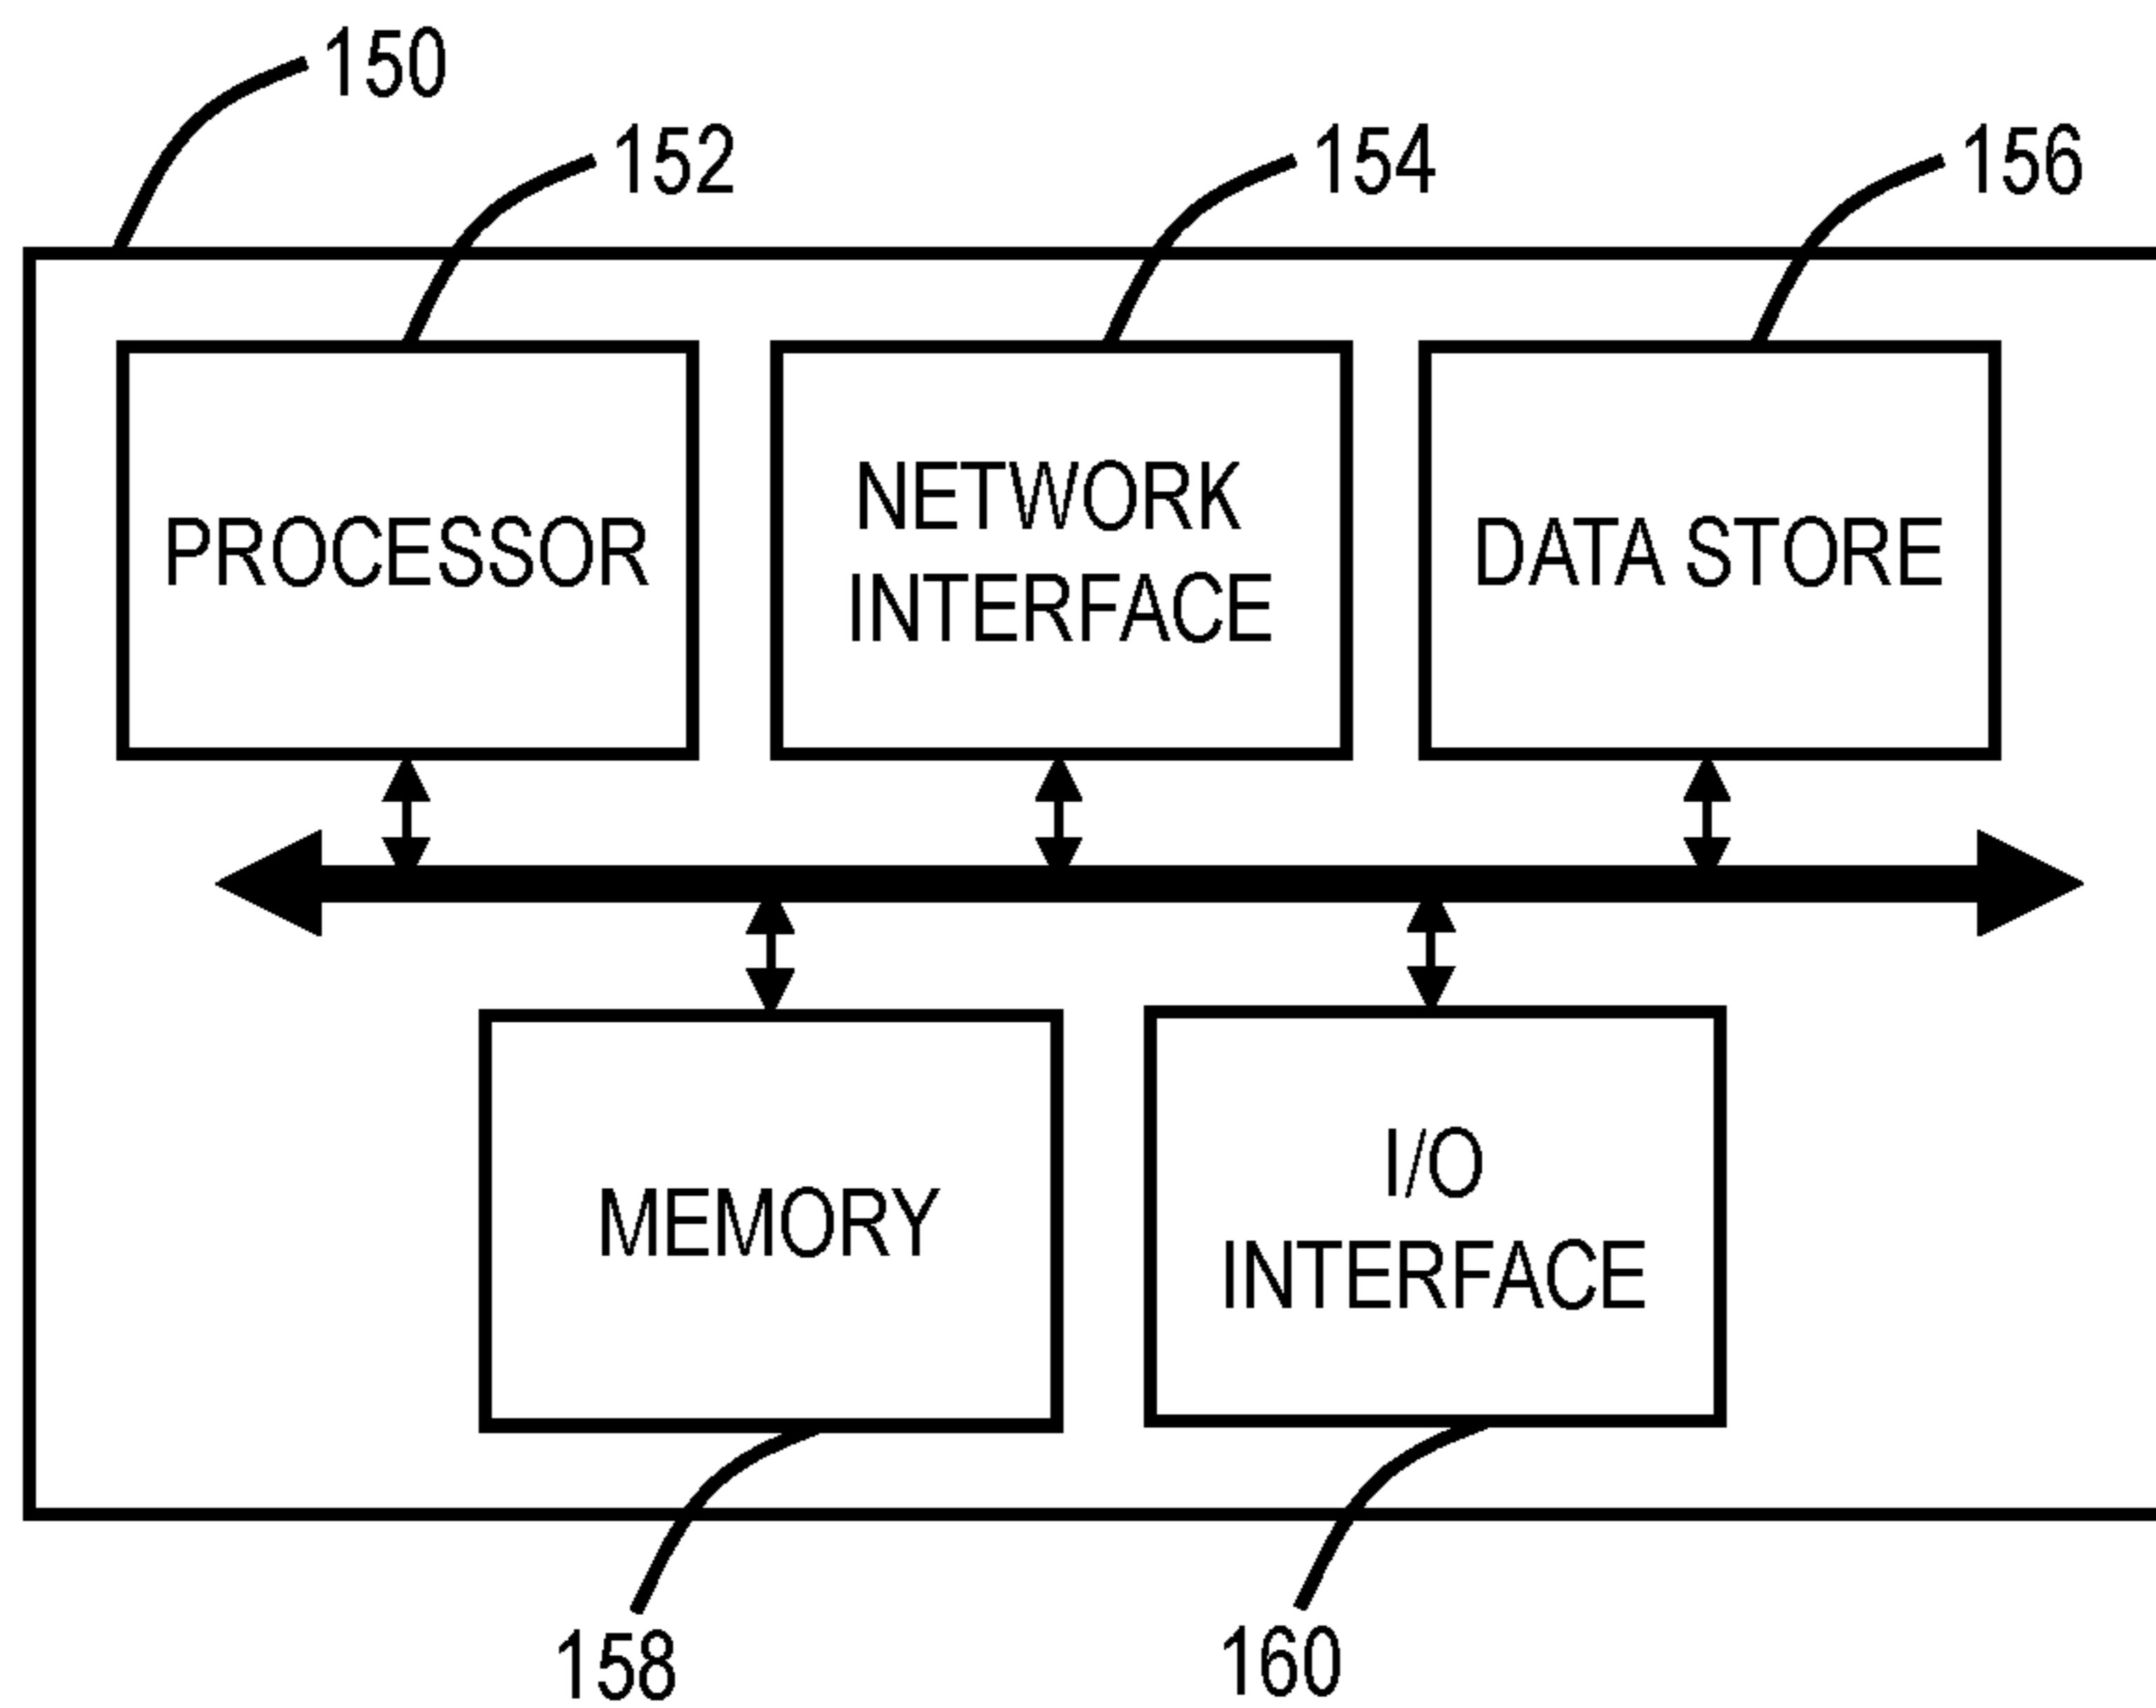 150
152
154
156
PROCESSOR
NETWORK
INTERFACE
DATA STORE
MEMORY
I/O
INTERFACE
158
160